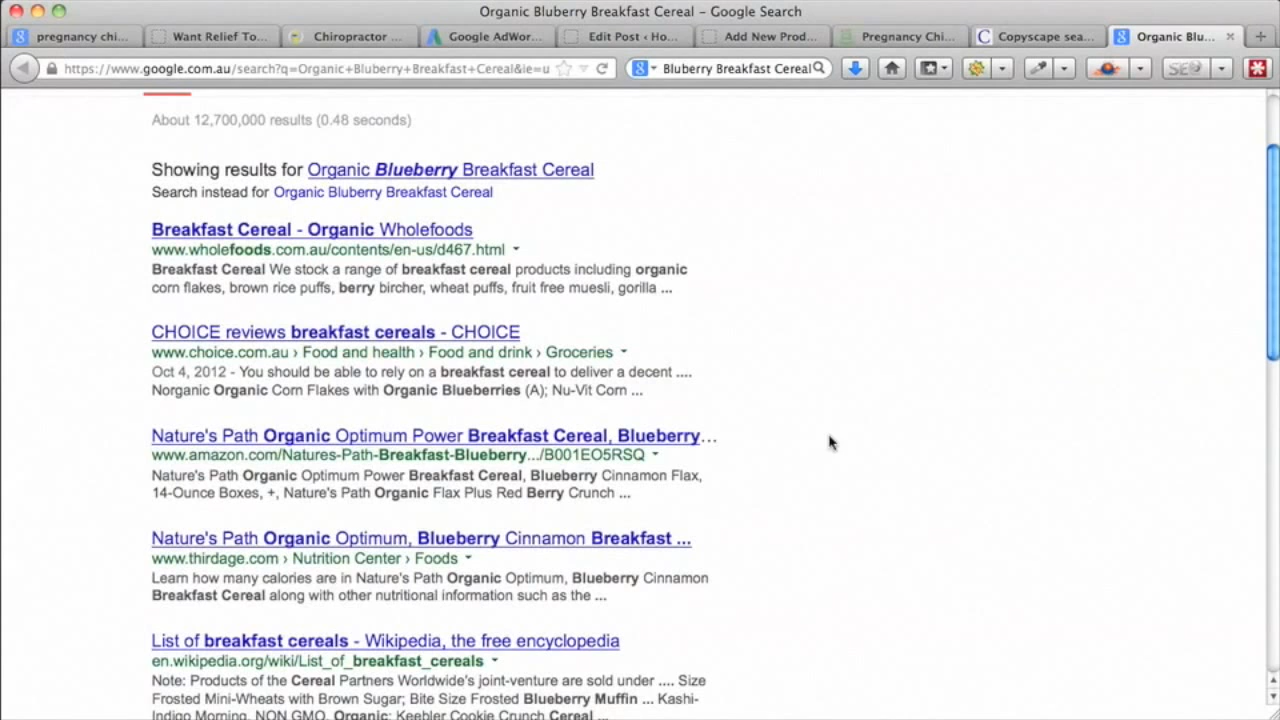 Organic Bluberry Breakfast Cereal – Google Search
pregnancy chi...
Want Relief To...
Chiropractor ...
Google AdWor...
Edit Post ‹ Ho...
Add New Prod...
Pregnancy Chi...
Copyscape sea...
Organic Blu...
https://www.google.com.au/search?q=Organic+Bluberry+Breakfast+Cereal&ie=u
Bluberry Breakfast Cereal
SEO
About 12,700,000 results (0.48 seconds)
Showing results for Organic Blueberry Breakfast Cereal
Search instead for Organic Bluberry Breakfast Cereal
Breakfast Cereal - Organic Wholefoods
www.wholefoods.com.au/contents/en-us/d467.html
Breakfast Cereal We stock a range of breakfast cereal products including organic
corn flakes, brown rice puffs, berry bircher, wheat puffs, fruit free muesli, gorilla ...
CHOICE reviews breakfast cereals - CHOICE
www.choice.com.au › Food and health › Food and drink › Groceries
Oct 4, 2012 - You should be able to rely on a breakfast cereal to deliver a decent ....
Norganic Organic Corn Flakes with Organic Blueberries (A); Nu-Vit Corn ...
Nature's Path Organic Optimum Power Breakfast Cereal, Blueberry...
www.amazon.com/Natures-Path-Breakfast-Blueberry.../B001EO5RSQ
Nature's Path Organic Optimum Power Breakfast Cereal, Blueberry Cinnamon Flax,
14-Ounce Boxes, +, Nature's Path Organic Flax Plus Red Berry Crunch ...
Nature's Path Organic Optimum, Blueberry Cinnamon Breakfast ...
www.thirdage.com › Nutrition Center › Foods
Learn how many calories are in Nature's Path Organic Optimum, Blueberry Cinnamon
Breakfast Cereal along with other nutritional information such as the ...
List of breakfast cereals - Wikipedia, the free encyclopedia
en.wikipedia.org/wiki/List_of_breakfast_cereals
Note: Products of the Cereal Partners Worldwide's joint-venture are sold under .... Size
Frosted Mini-Wheats with Brown Sugar; Bite Size Frosted Blueberry Muffin ... Kashi-
Indigo Morning, NON GMO, Organic; Keebler Cookie Crunch Cereal ...